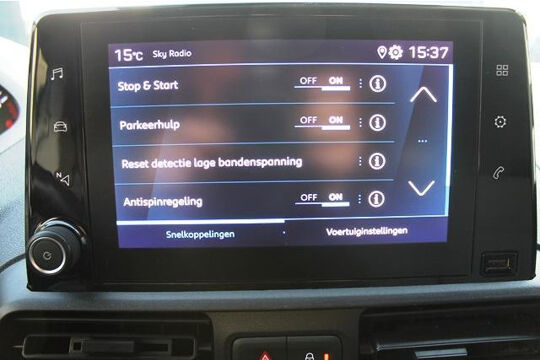 15°C Sky Radio 15:37
Stop & Start OFF ON
Parkeerhulp OFF ON
Reset detectie lage bandenspanning
Antispinregeling OFF ON
Snelkoppelingen Voertuiginstellingen
N